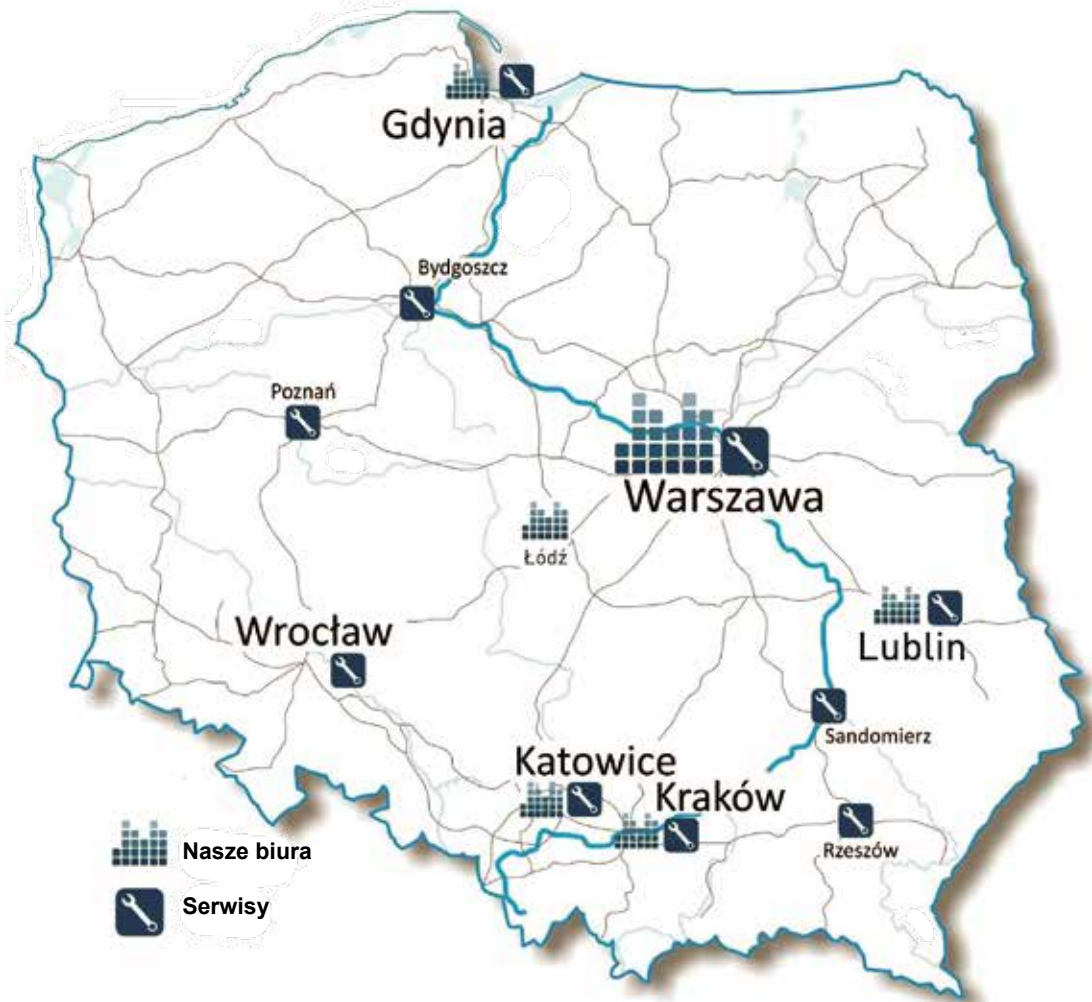 Gdynia
Bydgoszcz
Poznań
Warszawa
Łódź
Wrocław
Lublin
Sandomierz
Katowice
Kraków
Rzeszów
Nasze biura
Serwisy